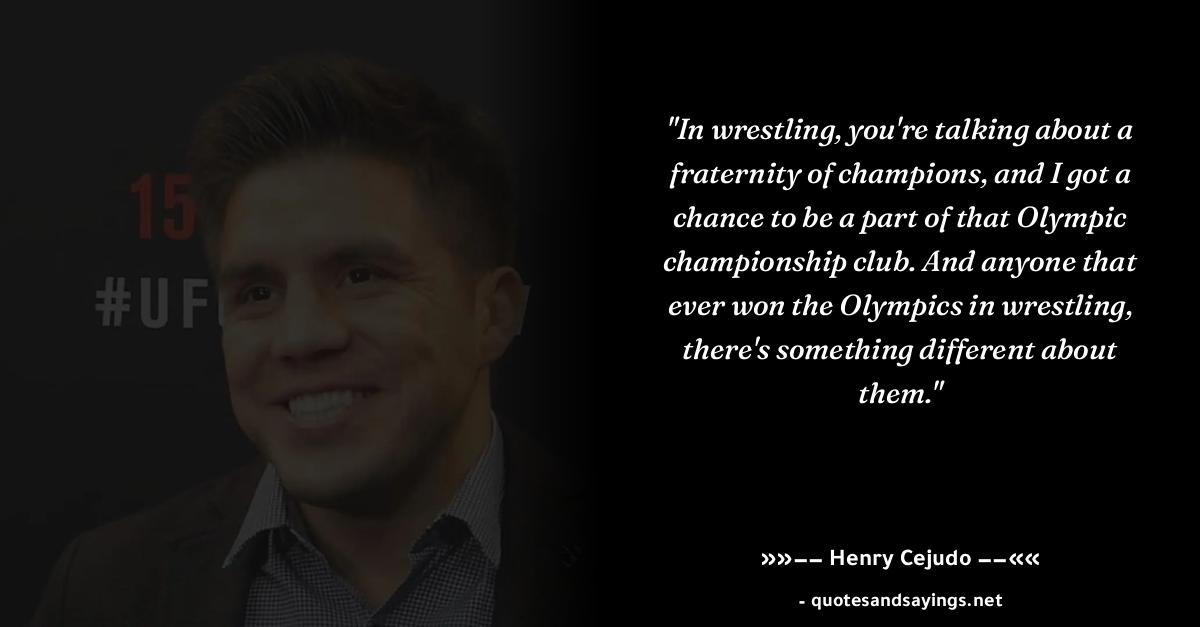 15
#UF
"In wrestling, you're talking about a
fraternity of champions, and I got a
chance to be a part of that Olympic
championship club. And anyone that
ever won the Olympics in wrestling,
there's something different about
them."
»»−− Henry Cejudo −−««
- quotesandsayings.net